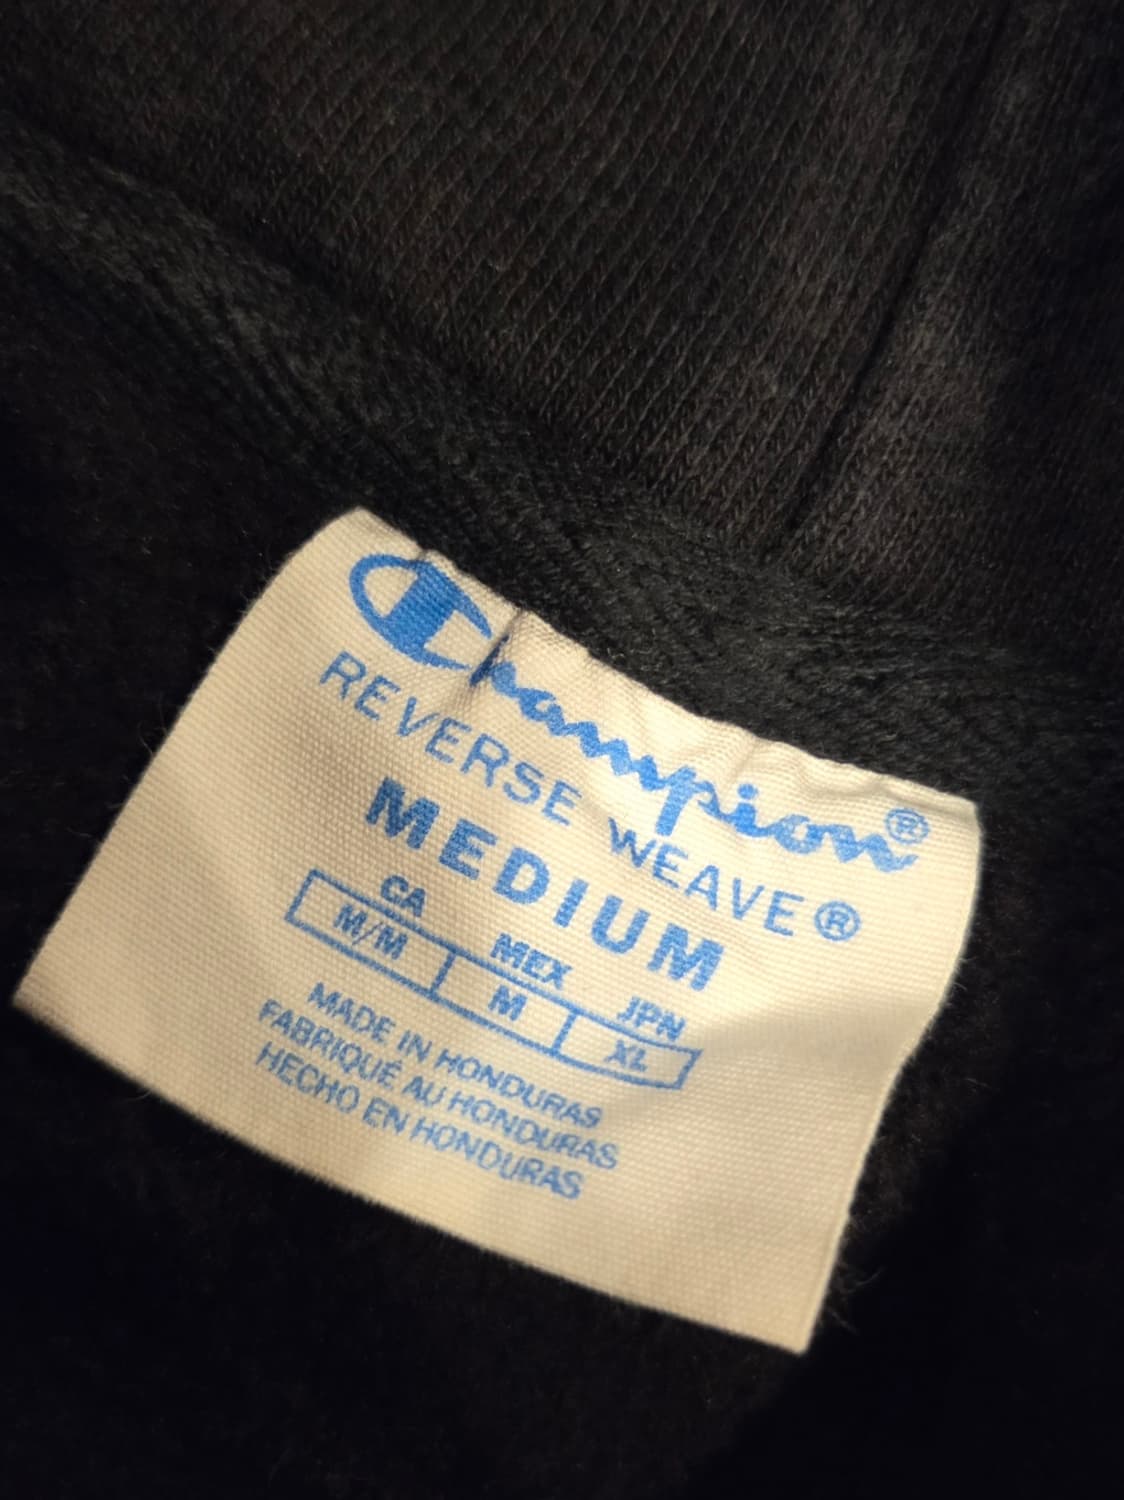 Champion®
REVERSE WEAVE®
MEDIUM
CA MEX JPN
M/M M XL
MADE IN HONDURAS
FABRIQUÉ AU HONDURAS
HECHO EN HONDURAS